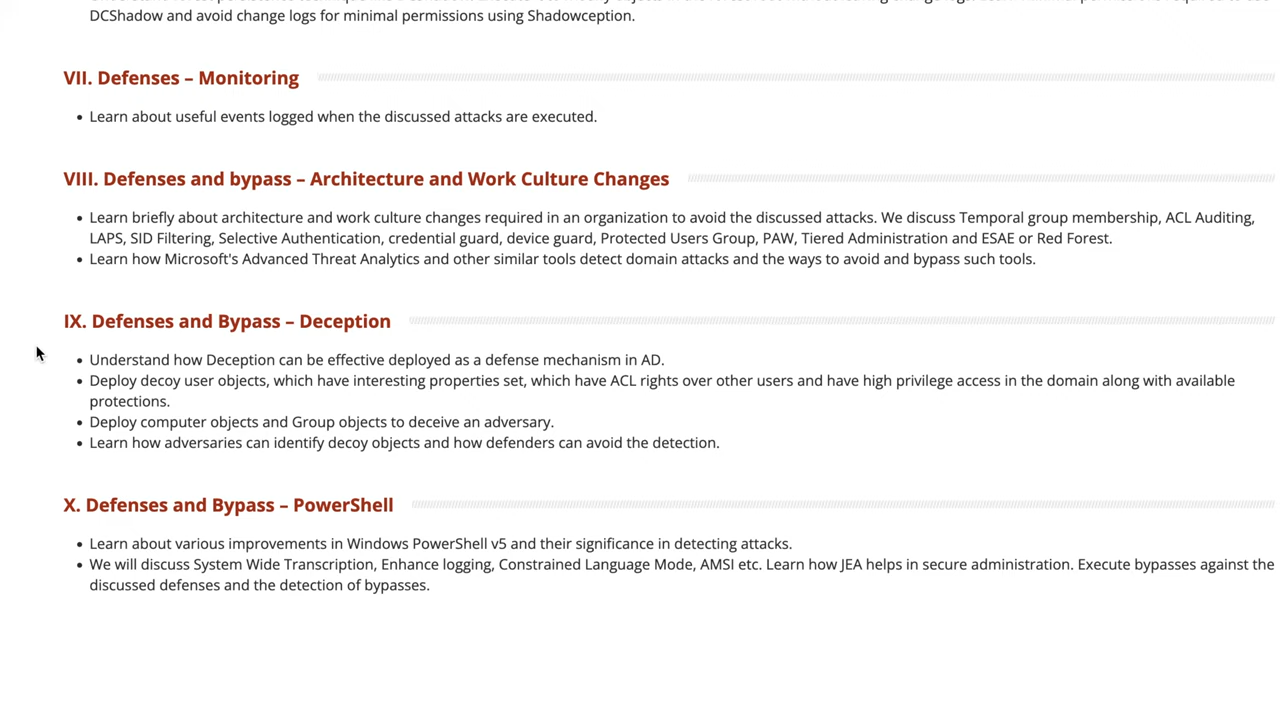 DCShadow and avoid change logs for minimal permissions using Shadowception.
VII. Defenses – Monitoring
• Learn about useful events logged when the discussed attacks are executed.
VIII. Defenses and bypass – Architecture and Work Culture Changes
• Learn briefly about architecture and work culture changes required in an organization to avoid the discussed attacks. We discuss Temporal group membership, ACL Auditing,
LAPS, SID Filtering, Selective Authentication, credential guard, device guard, Protected Users Group, PAW, Tiered Administration and ESAE or Red Forest.
• Learn how Microsoft's Advanced Threat Analytics and other similar tools detect domain attacks and the ways to avoid and bypass such tools.
IX. Defenses and Bypass – Deception
• Understand how Deception can be effective deployed as a defense mechanism in AD.
• Deploy decoy user objects, which have interesting properties set, which have ACL rights over other users and have high privilege access in the domain along with available
protections.
• Deploy computer objects and Group objects to deceive an adversary.
• Learn how adversaries can identify decoy objects and how defenders can avoid the detection.
X. Defenses and Bypass – PowerShell
• Learn about various improvements in Windows PowerShell v5 and their significance in detecting attacks.
• We will discuss System Wide Transcription, Enhance logging, Constrained Language Mode, AMSI etc. Learn how JEA helps in secure administration. Execute bypasses against the
discussed defenses and the detection of bypasses.